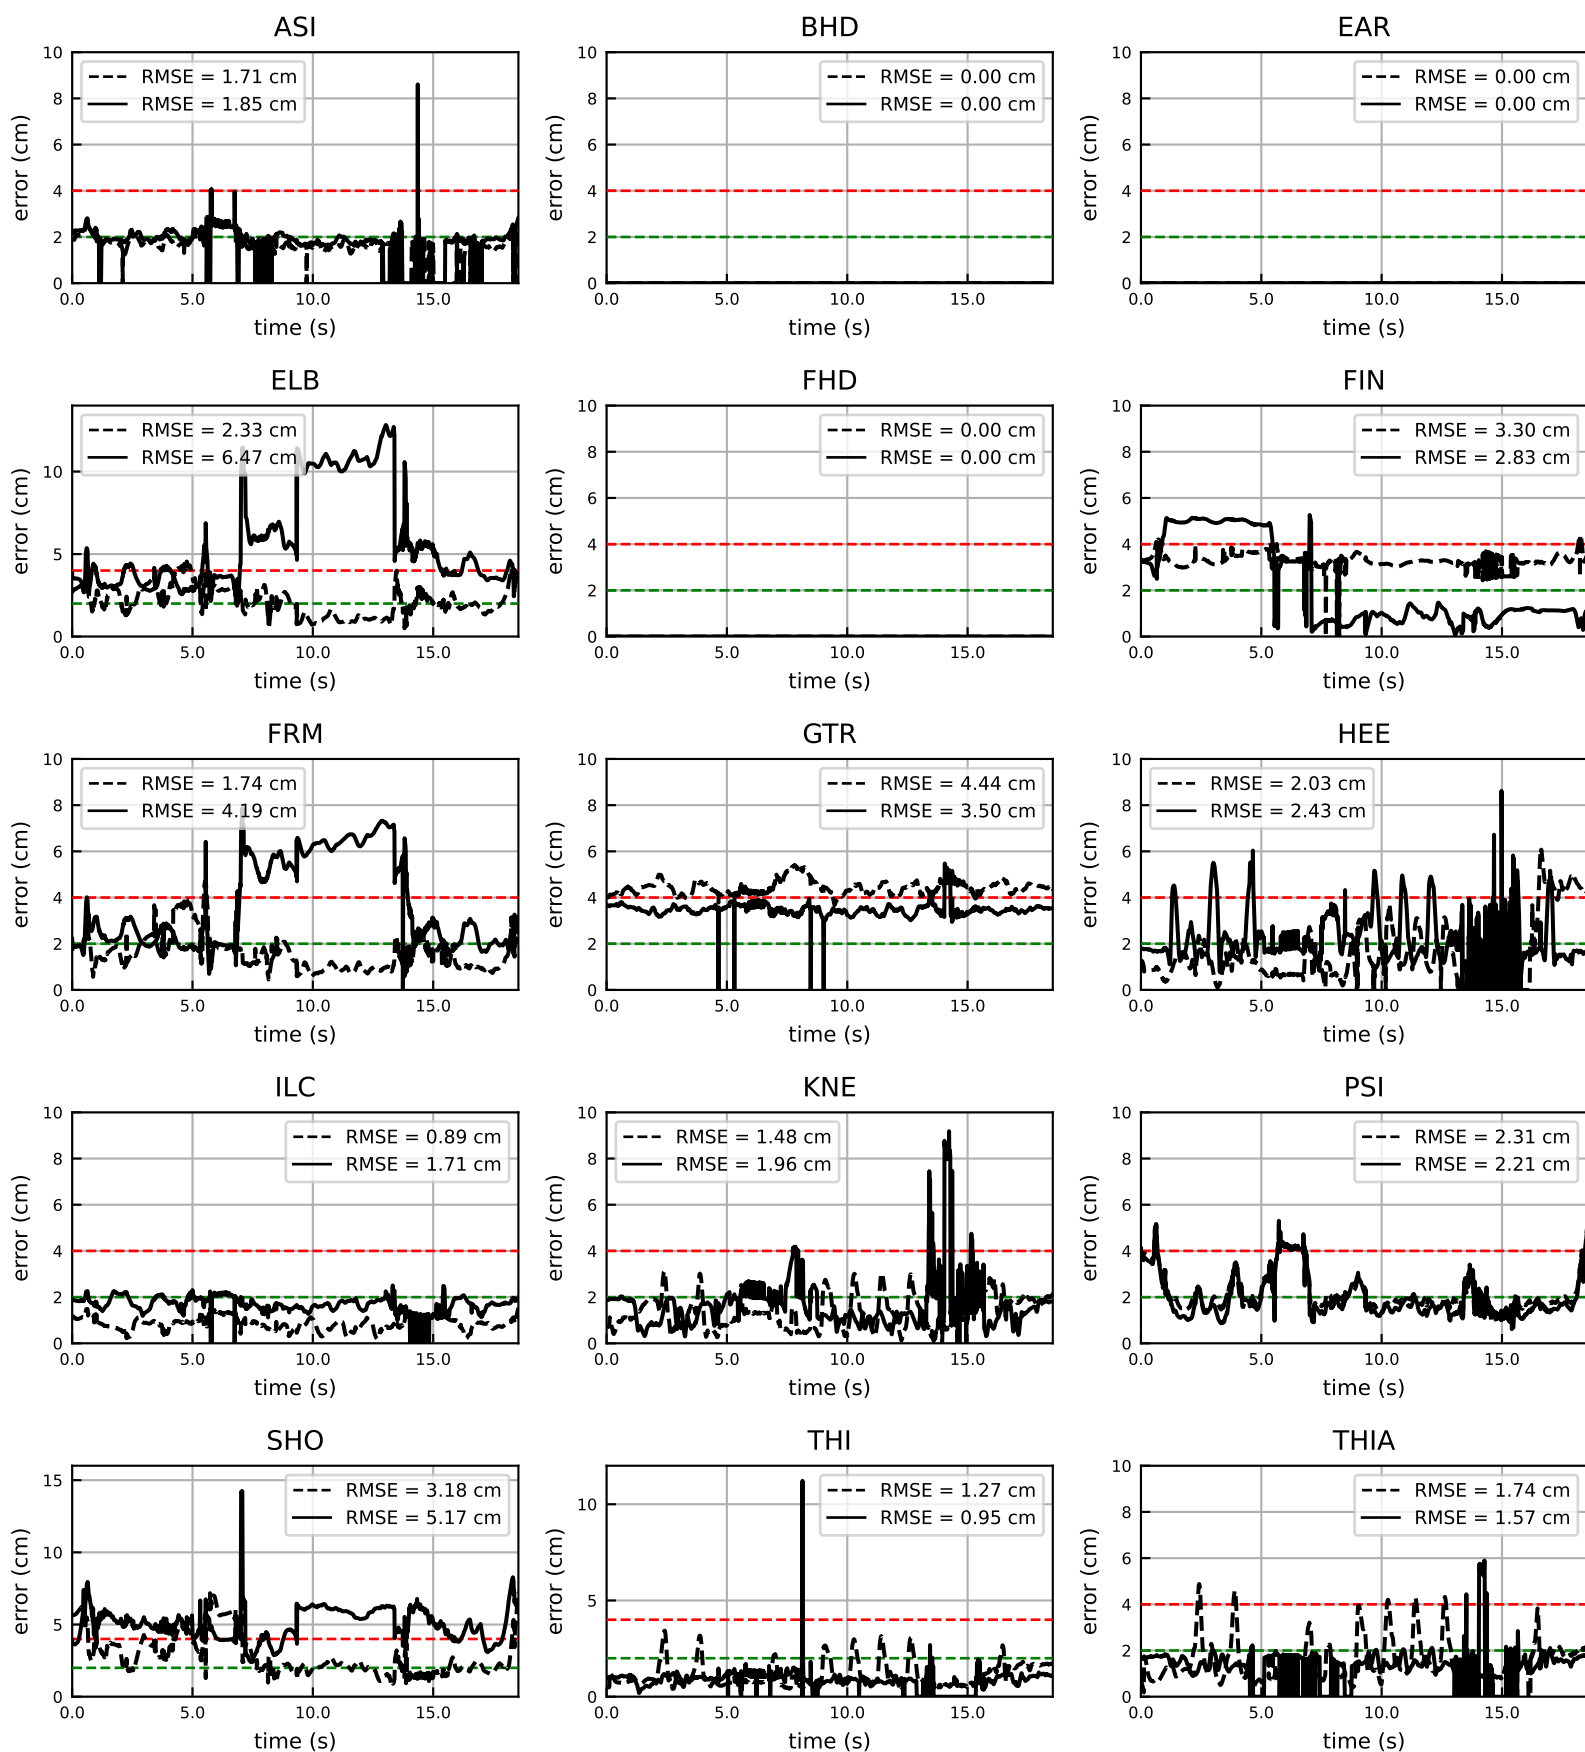 ASI
BHD
EAR
10
8
6
4
2
0
error (cm)
RMSE = 1.71 cm
RMSE = 1.85 cm
0.0 5.0 10.0 15.0
time (s)
10
8
6
4
2
0
error (cm)
RMSE = 0.00 cm
RMSE = 0.00 cm
0.0 5.0 10.0 15.0
time (s)
10
8
6
4
2
0
error (cm)
RMSE = 0.00 cm
RMSE = 0.00 cm
0.0 5.0 10.0 15.0
time (s)
ELB
FHD
FIN
10
5
0
error (cm)
RMSE = 2.33 cm
RMSE = 6.47 cm
0.0 5.0 10.0 15.0
time (s)
10
8
6
4
2
0
error (cm)
RMSE = 0.00 cm
RMSE = 0.00 cm
0.0 5.0 10.0 15.0
time (s)
10
8
6
4
2
0
error (cm)
RMSE = 3.30 cm
RMSE = 2.83 cm
0.0 5.0 10.0 15.0
time (s)
FRM
GTR
HEE
10
8
6
4
2
0
error (cm)
RMSE = 1.74 cm
RMSE = 4.19 cm
0.0 5.0 10.0 15.0
time (s)
10
8
6
4
2
0
error (cm)
RMSE = 4.44 cm
RMSE = 3.50 cm
0.0 5.0 10.0 15.0
time (s)
10
8
6
4
2
0
error (cm)
RMSE = 2.03 cm
RMSE = 2.43 cm
0.0 5.0 10.0 15.0
time (s)
ILC
KNE
PSI
10
8
6
4
2
0
error (cm)
RMSE = 0.89 cm
RMSE = 1.71 cm
0.0 5.0 10.0 15.0
time (s)
10
8
6
4
2
0
error (cm)
RMSE = 1.48 cm
RMSE = 1.96 cm
0.0 5.0 10.0 15.0
time (s)
10
8
6
4
2
0
error (cm)
RMSE = 2.31 cm
RMSE = 2.21 cm
0.0 5.0 10.0 15.0
time (s)
SHO
THI
THIA
15
10
5
0
error (cm)
RMSE = 3.18 cm
RMSE = 5.17 cm
0.0 5.0 10.0 15.0
time (s)
10
5
0
error (cm)
RMSE = 1.27 cm
RMSE = 0.95 cm
0.0 5.0 10.0 15.0
time (s)
10
8
6
4
2
0
error (cm)
RMSE = 1.74 cm
RMSE = 1.57 cm
0.0 5.0 10.0 15.0
time (s)